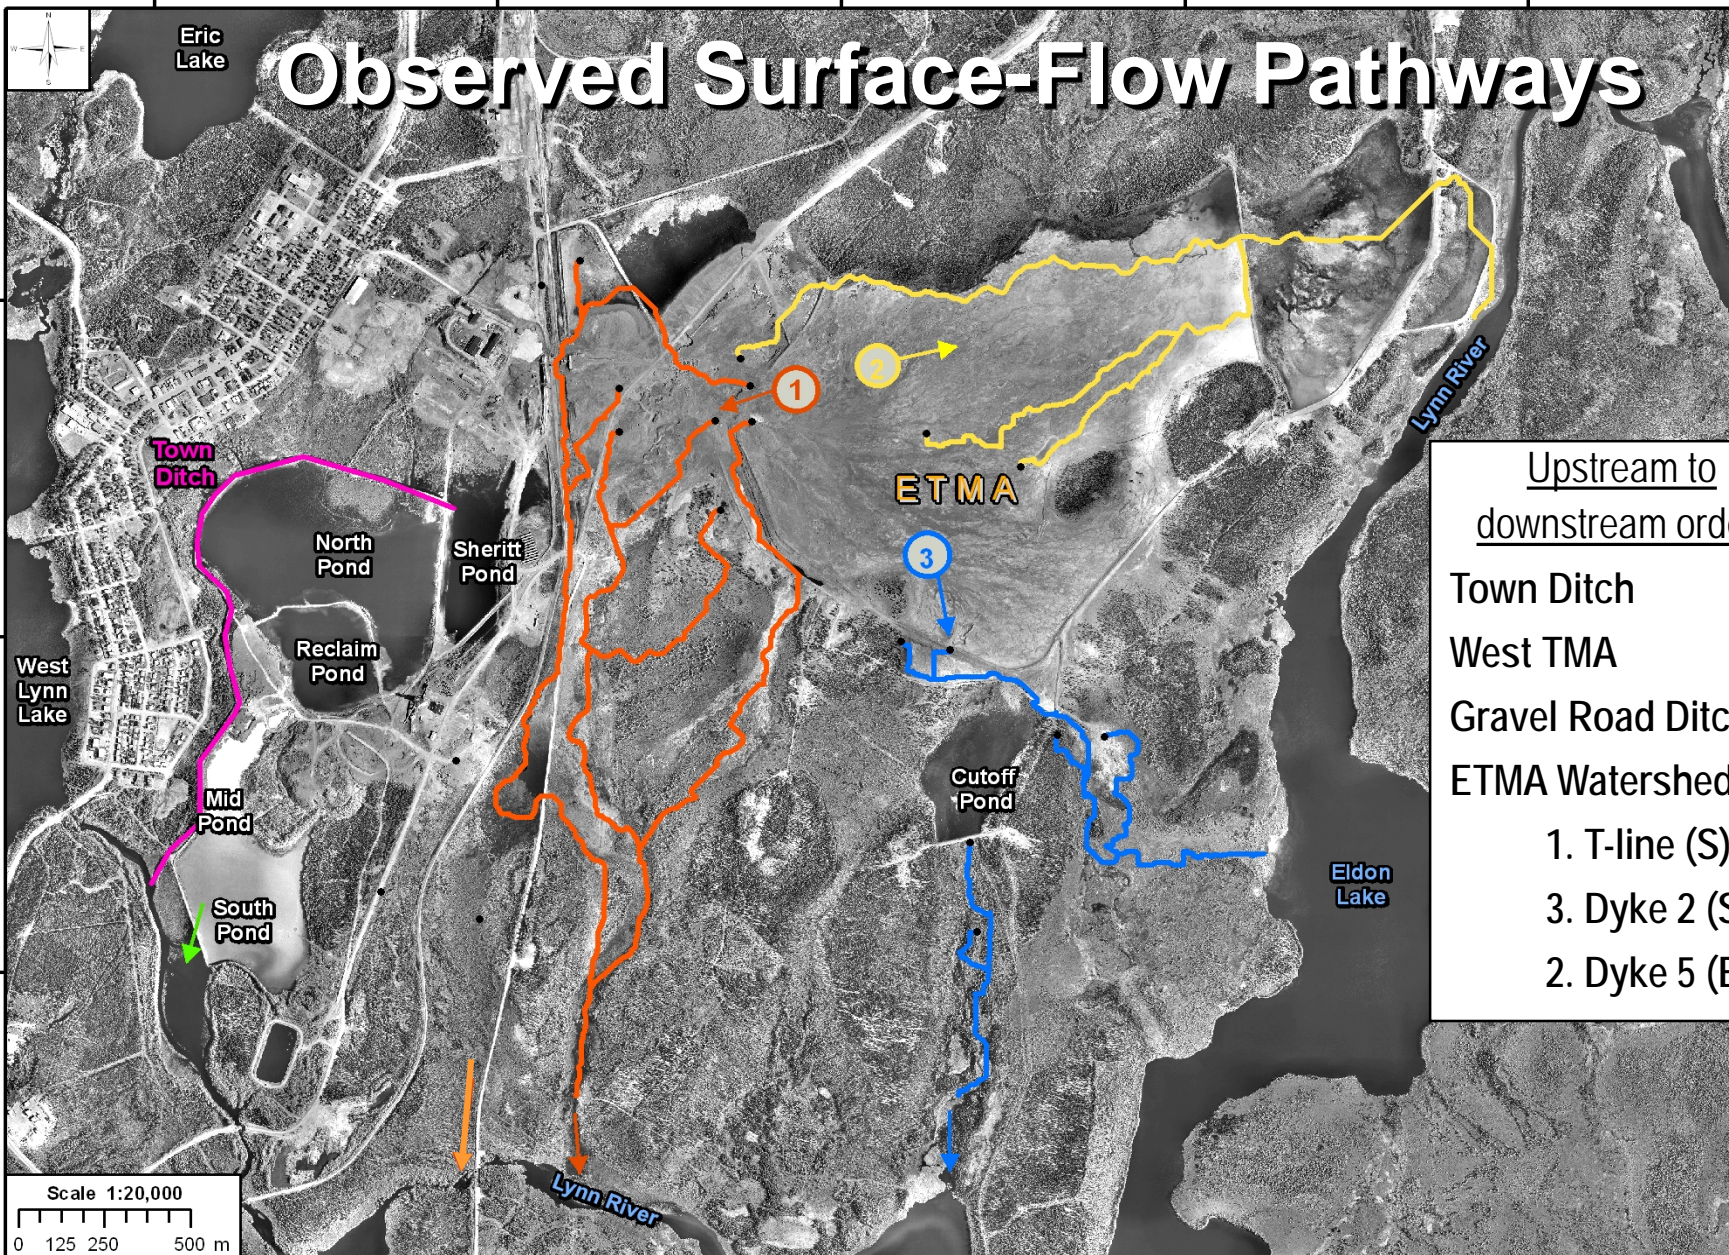 N
W
E
S
Eric
Lake
Observed Surface-Flow Pathways
Town
Ditch
North
Pond
Sheritt
Pond
Reclaim
Pond
West
Lynn
Lake
Mid
Pond
South
Pond
1
2
ETMA
3
Cutoff
Pond
Lynn River
Eldon
Lake
Lynn River
Upstream to
downstream orde
Town Ditch
West TMA
Gravel Road Ditc
ETMA Watershed
1. T-line (S)
3. Dyke 2 (S
2. Dyke 5 (E
Scale 1:20,000
0 125 250 500 m